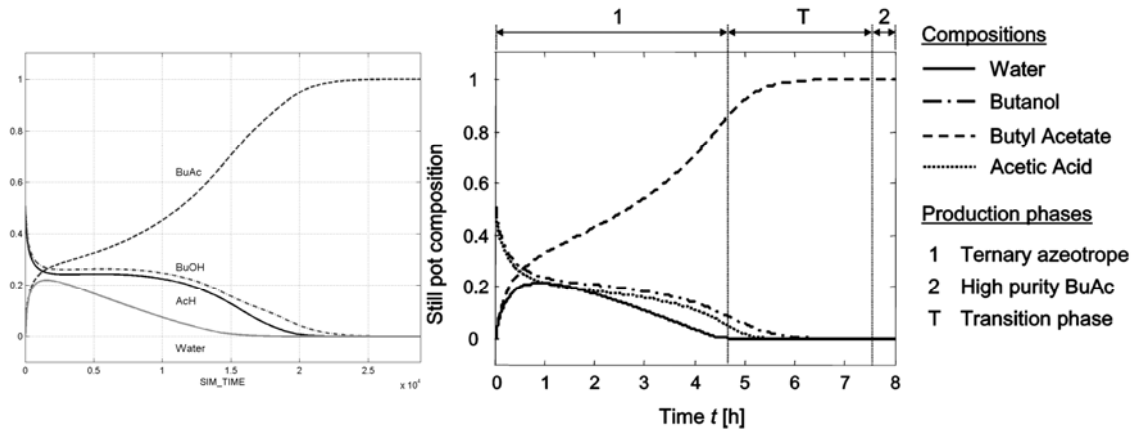 1
0.8
0.6
0.4
0.2
0
0
0.5
1
1.5
2
2.5
x 10⁴
SIM_TIME
BuAc
BuOH
AcH
Water
1 T 2
Still pot composition
1
0.8
0.6
0.4
0.2
0
0 1 2 3 4 5 6 7 8
Time t [h]
Compositions
Water
Butanol
Butyl Acetate
Acetic Acid
Production phases
1 Ternary azeotrope
2 High purity BuAc
T Transition phase